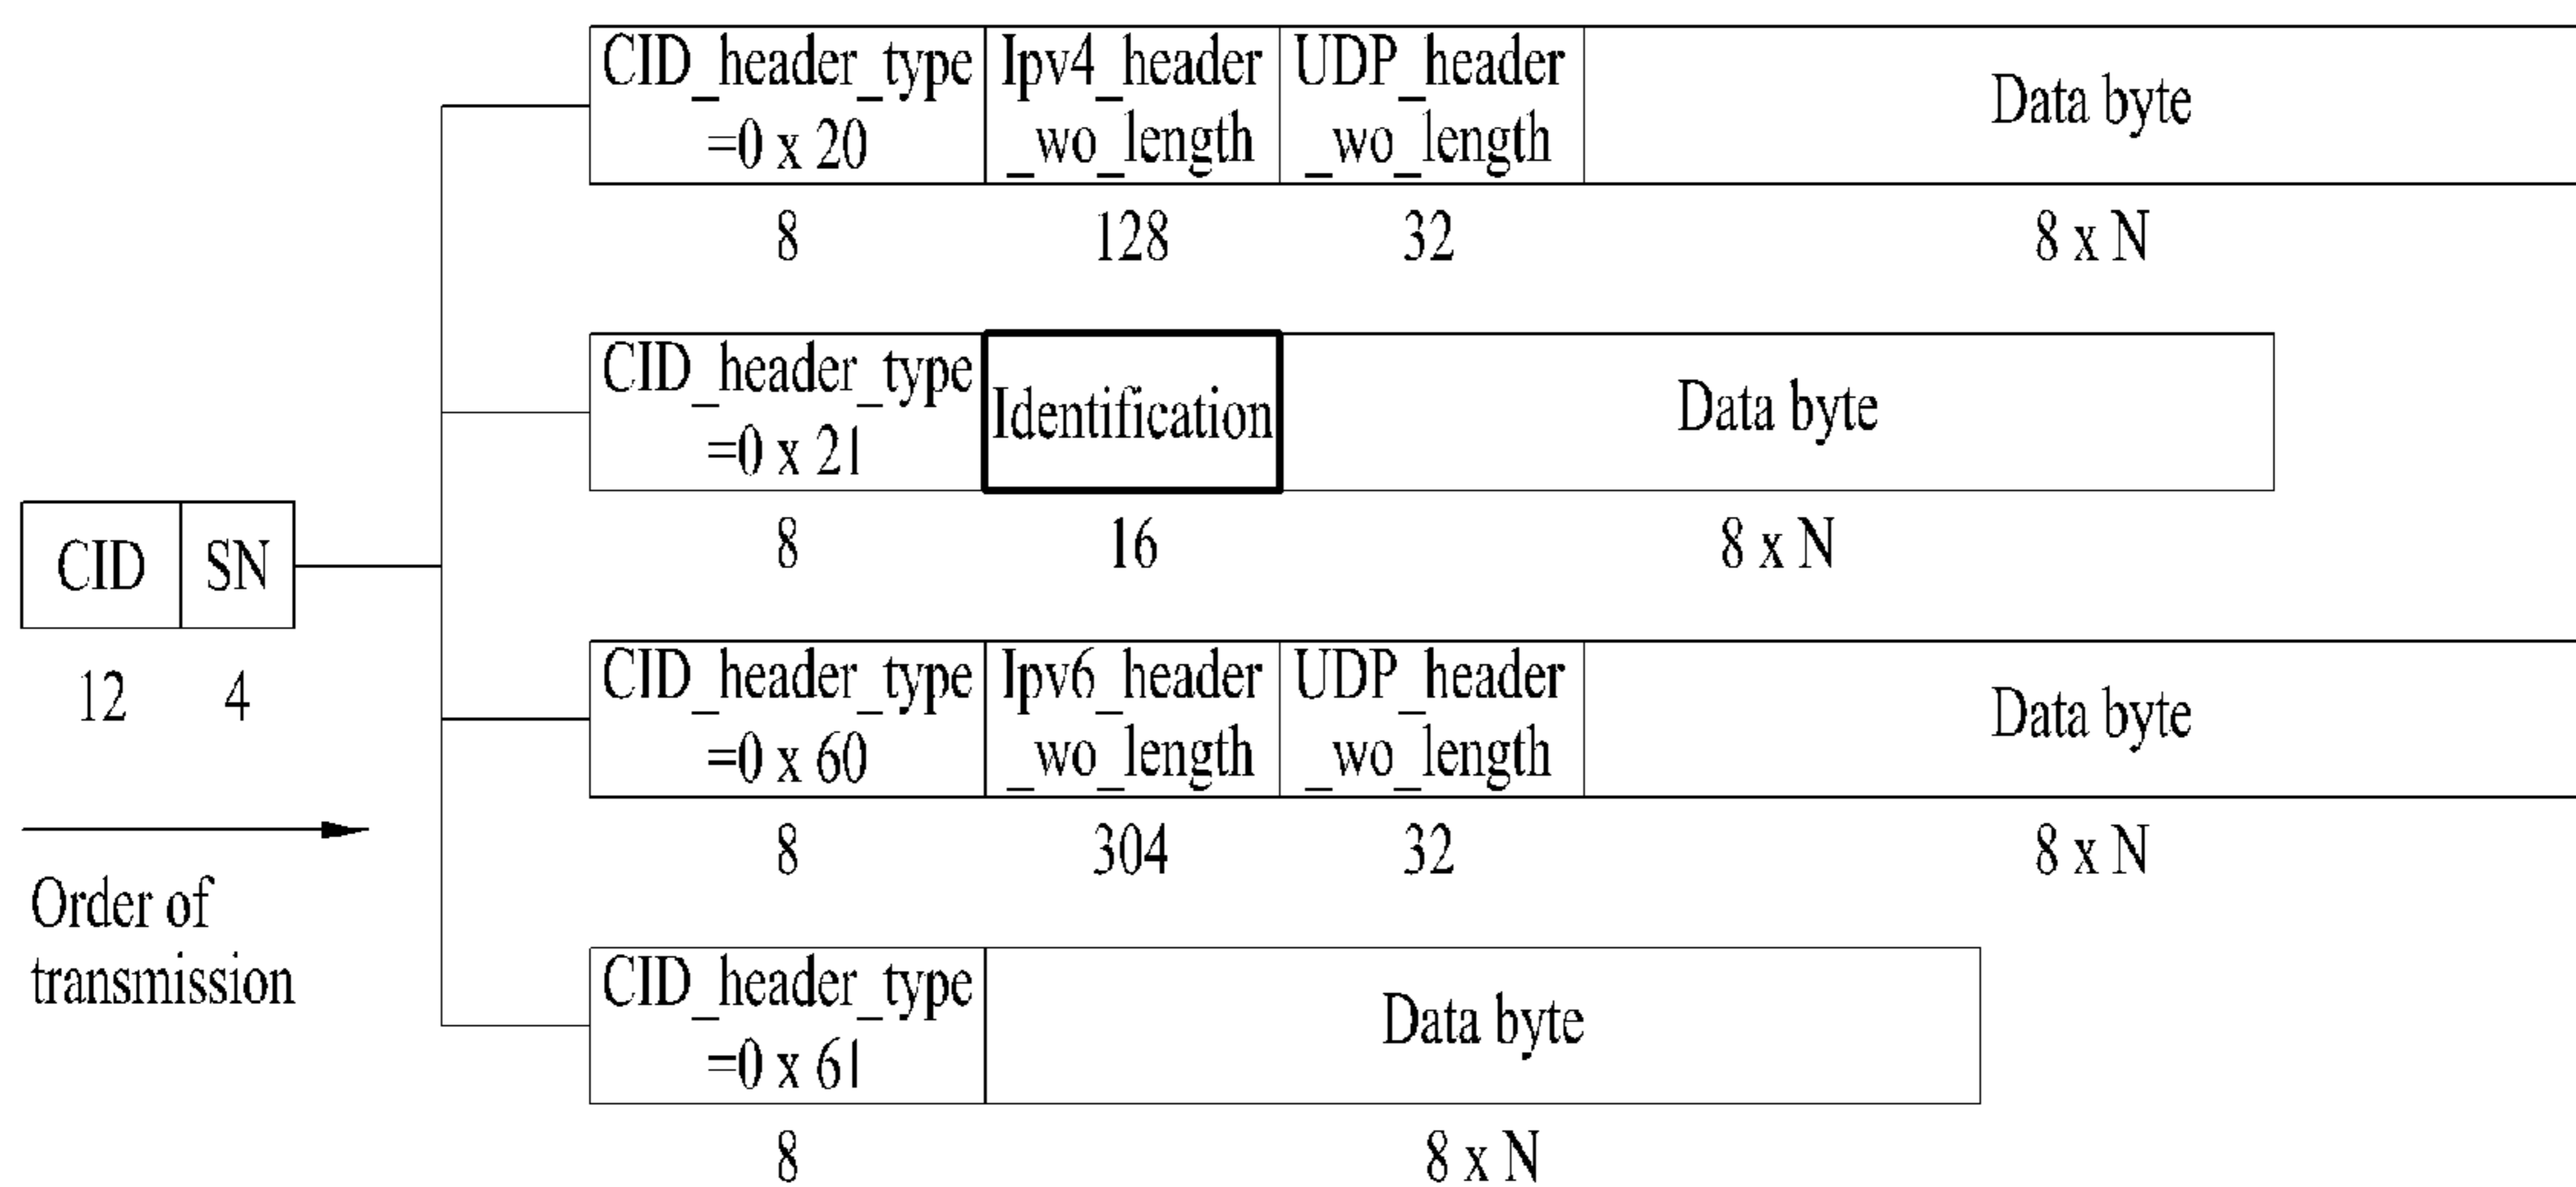 CID_header_type
=0 x 20
Ipv4_header
_wo_length
UDP_header
_wo_length
Data byte
8
128
32
8 x N
CID_header_type
=0 x 21
Identification
Data byte
8
16
8 x N
CID
SN
12
4
CID_header_type
=0 x 60
Ipv6_header
_wo_length
UDP_header
_wo_length
Data byte
8
304
32
8 x N
Order of
transmission
CID_header_type
=0 x 61
Data byte
8
8 x N